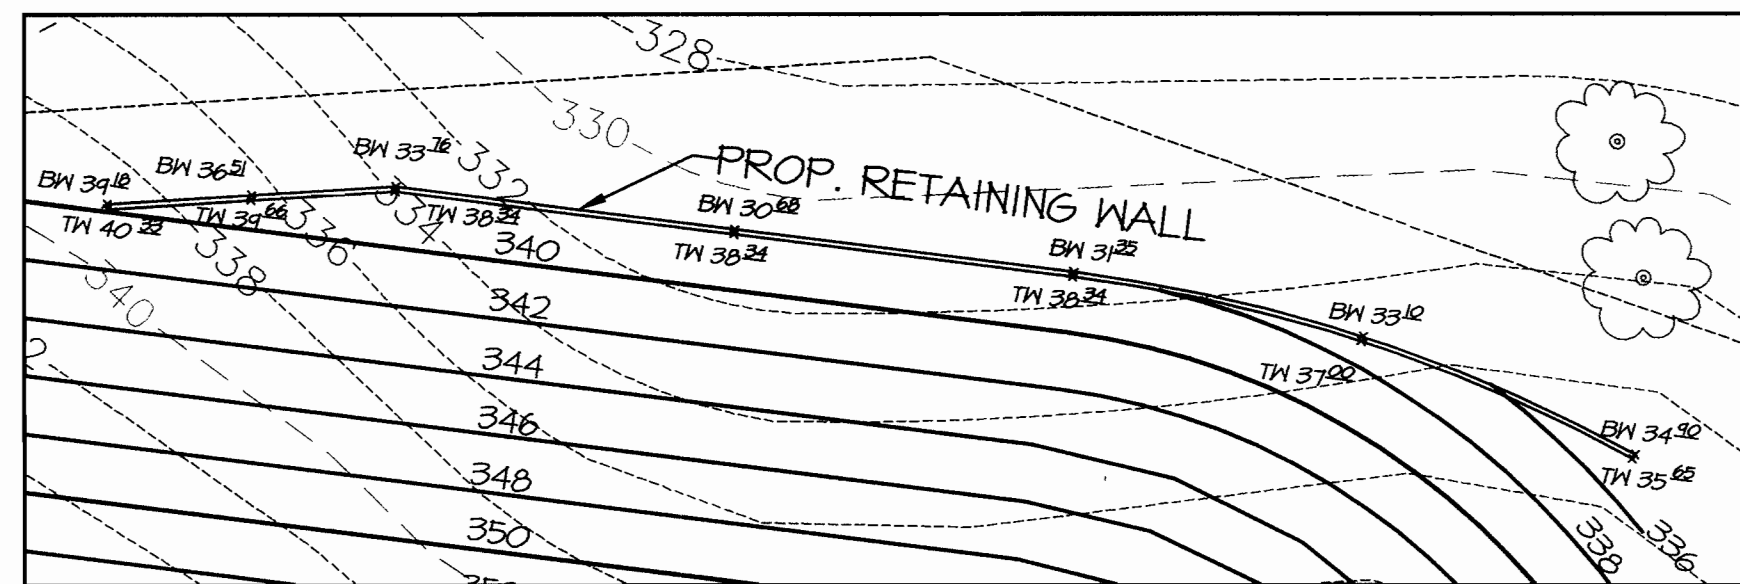 328
330
BW 33 76
332
PROP. RETAINING WALL
BW 36 51
BW 39 18
TW 40 22
TW 39 66
334
TW 38 34
BW 30 68
336
338
340
TW 38 34
BW 31 35
340
342
TW 38 34
BW 33 10
344
TW 37 00
346
BW 34 90
348
TW 35 65
350
338
336